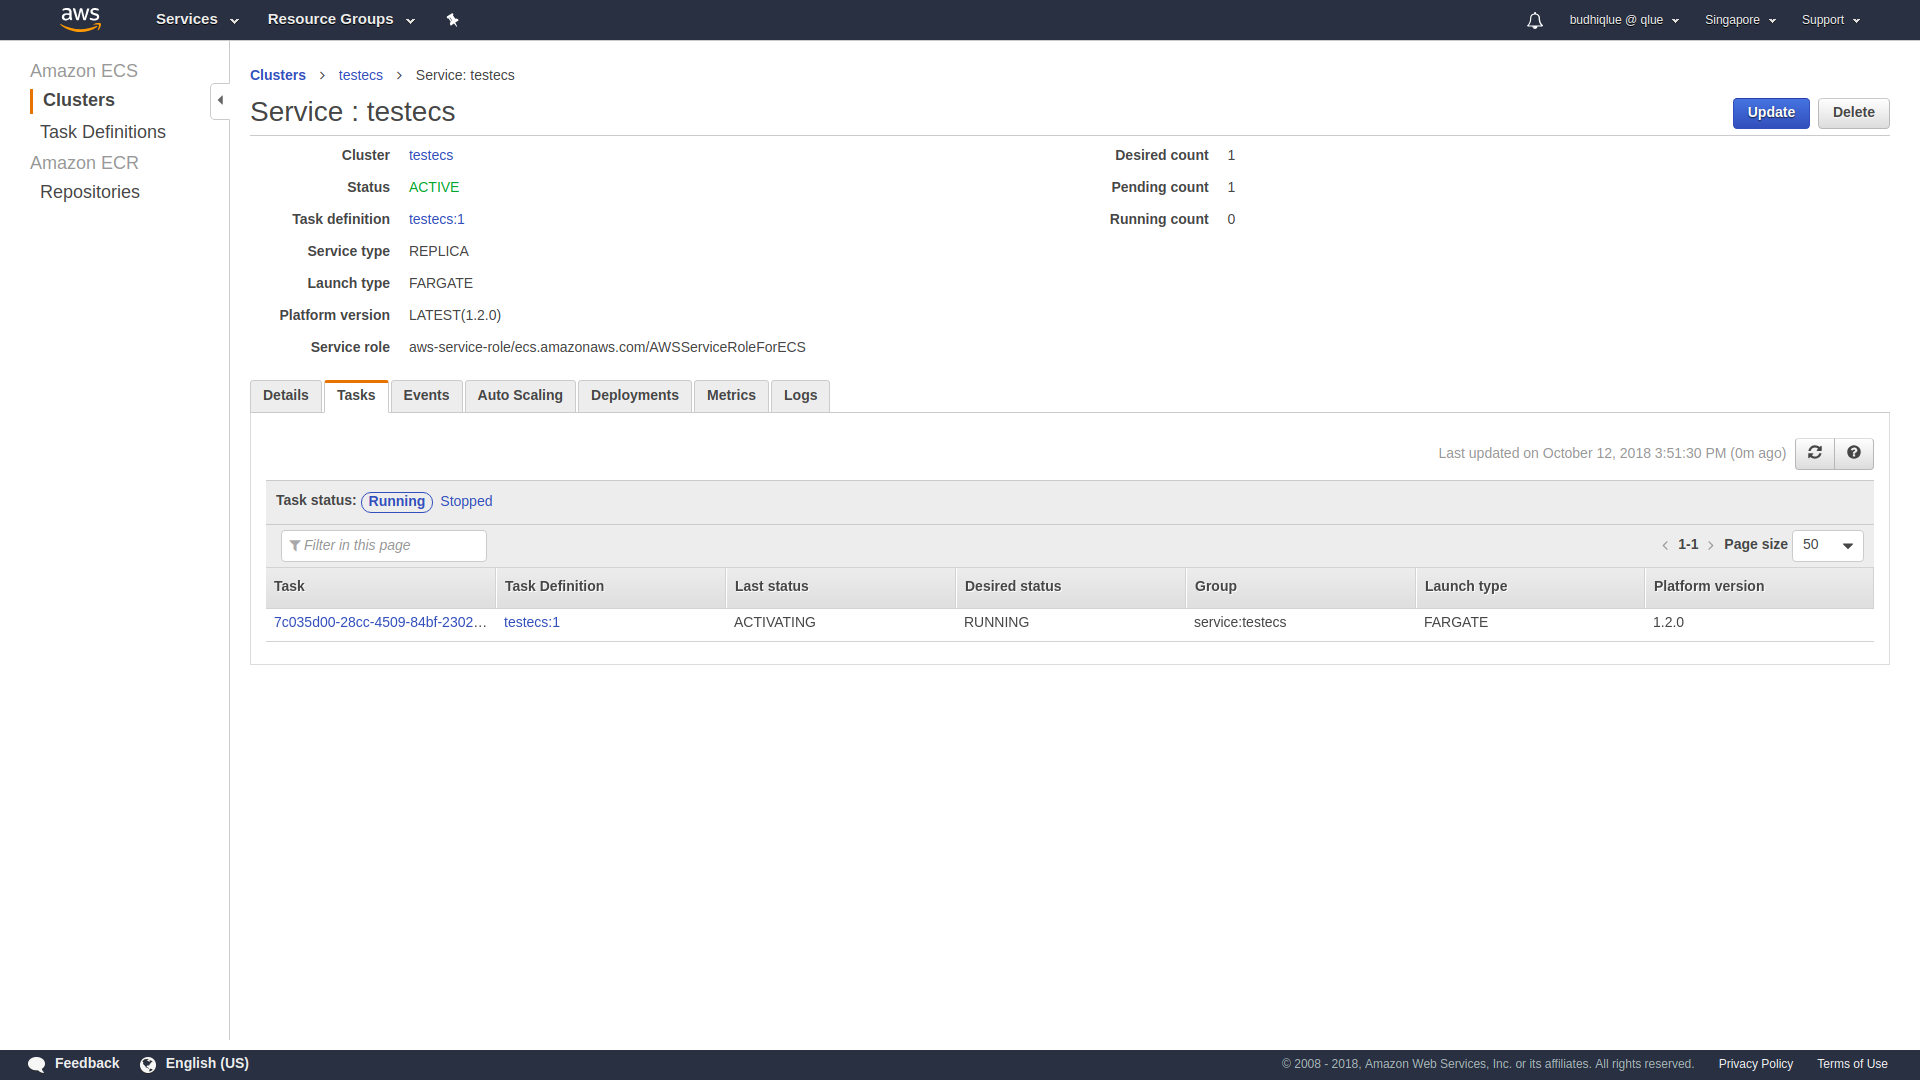 aws Services Resource Groups budhiqlue @ qlue Singapore Support
Amazon ECS
Clusters
Task Definitions
Amazon ECR
Repositories
Clusters > testecs > Service: testecs
Service : testecs
Update Delete
Cluster testecs
Status ACTIVE
Task definition testecs:1
Service type REPLICA
Launch type FARGATE
Platform version LATEST(1.2.0)
Service role aws-service-role/ecs.amazonaws.com/AWSServiceRoleForECS
Desired count 1
Pending count 1
Running count 0
Details Tasks Events Auto Scaling Deployments Metrics Logs
Last updated on October 12, 2018 3:51:30 PM (0m ago)
Task status: Running Stopped
Filter in this page
< 1-1 > Page size 50
Task Task Definition Last status Desired status Group Launch type Platform version
7c035d00-28cc-4509-84bf-2302... testecs:1 ACTIVATING RUNNING service:testecs FARGATE 1.2.0
Feedback English (US)
© 2008 - 2018, Amazon Web Services, Inc. or its affiliates. All rights reserved. Privacy Policy Terms of Use